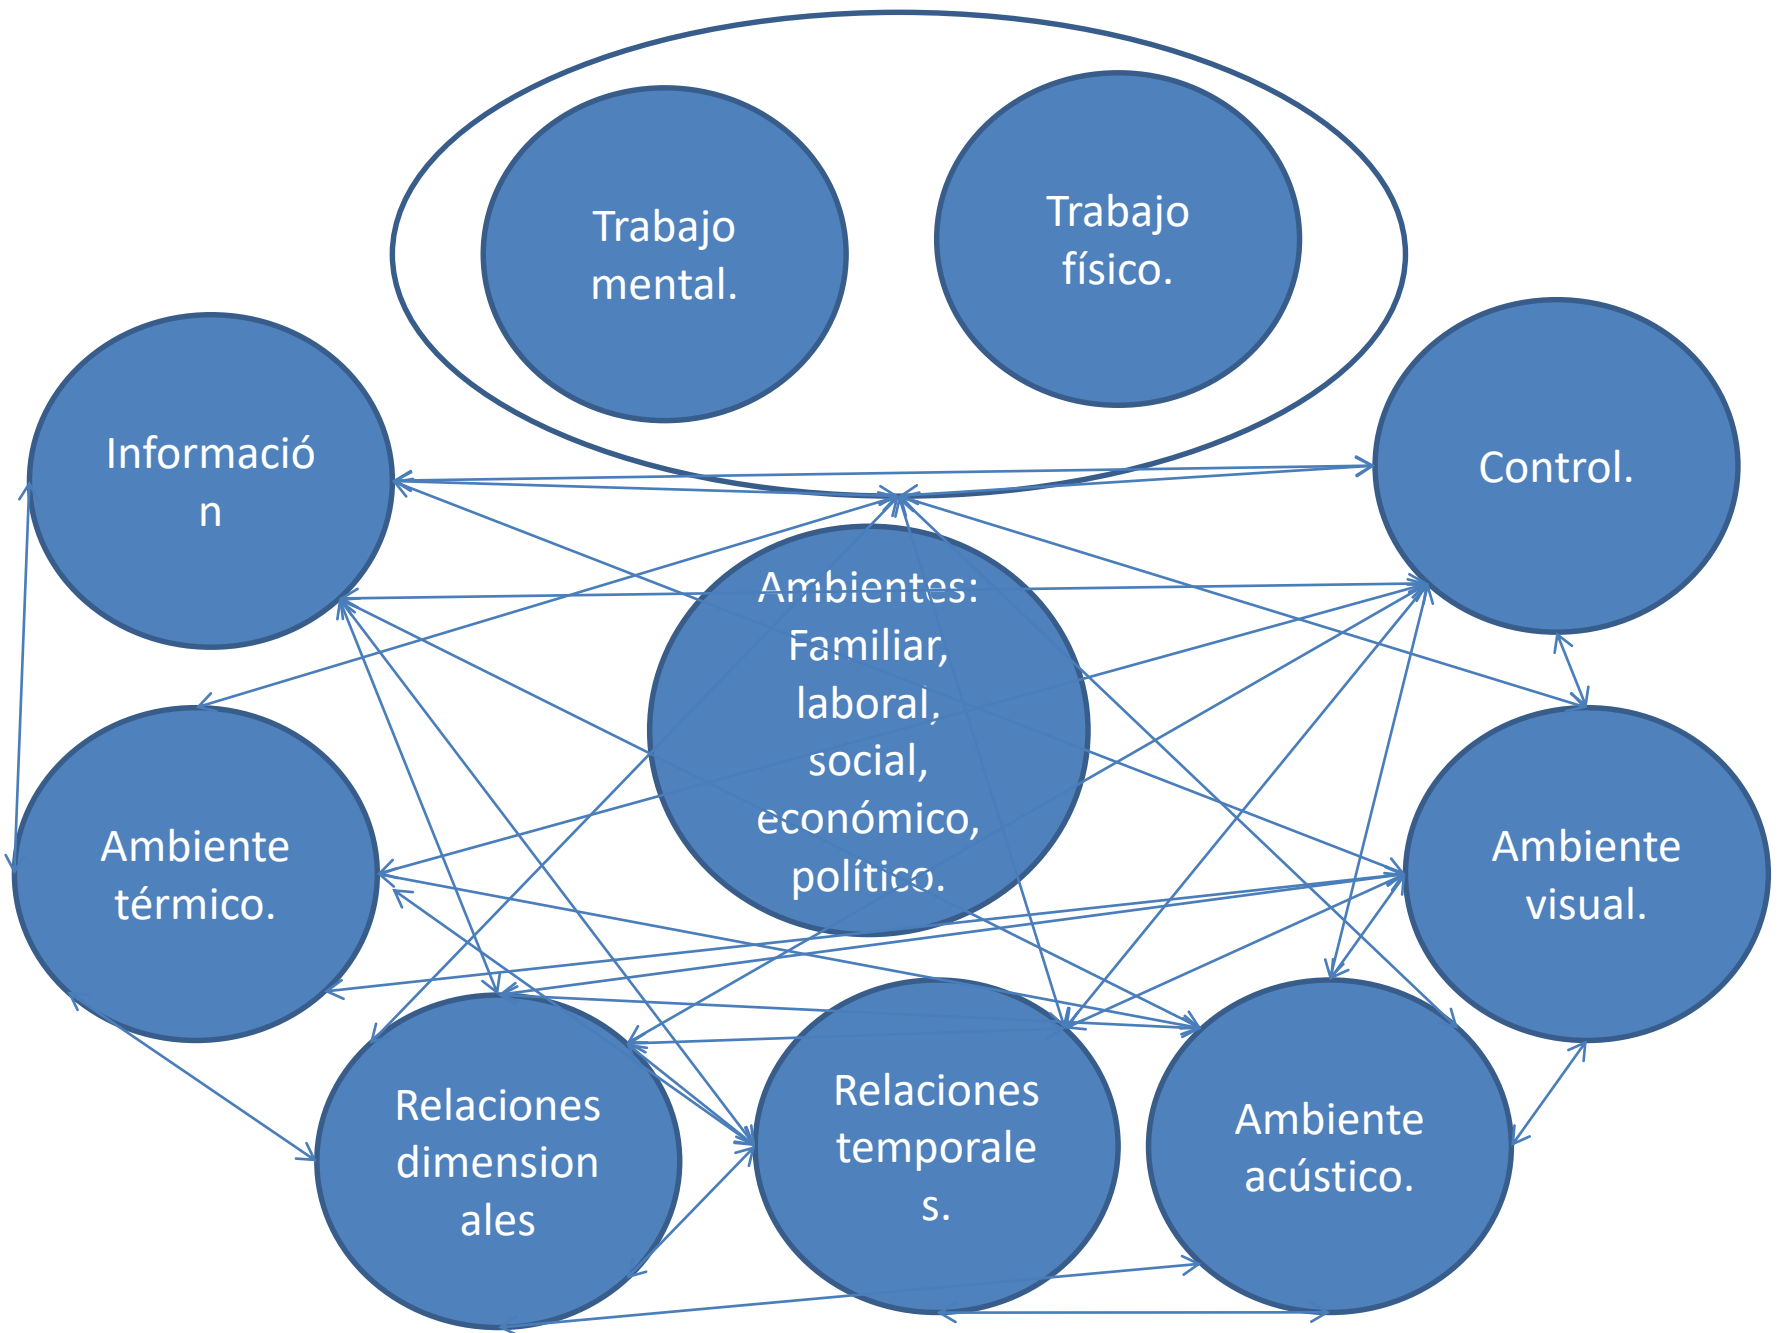 Trabajo
mental.
Trabajo
físico.
Informació
n
Control.
Ambientes:
Familiar,
laboral,
social,
económico,
político.
Ambiente
térmico.
Ambiente
visual.
Relaciones
dimension
ales
Relaciones
temporale
s.
Ambiente
acústico.